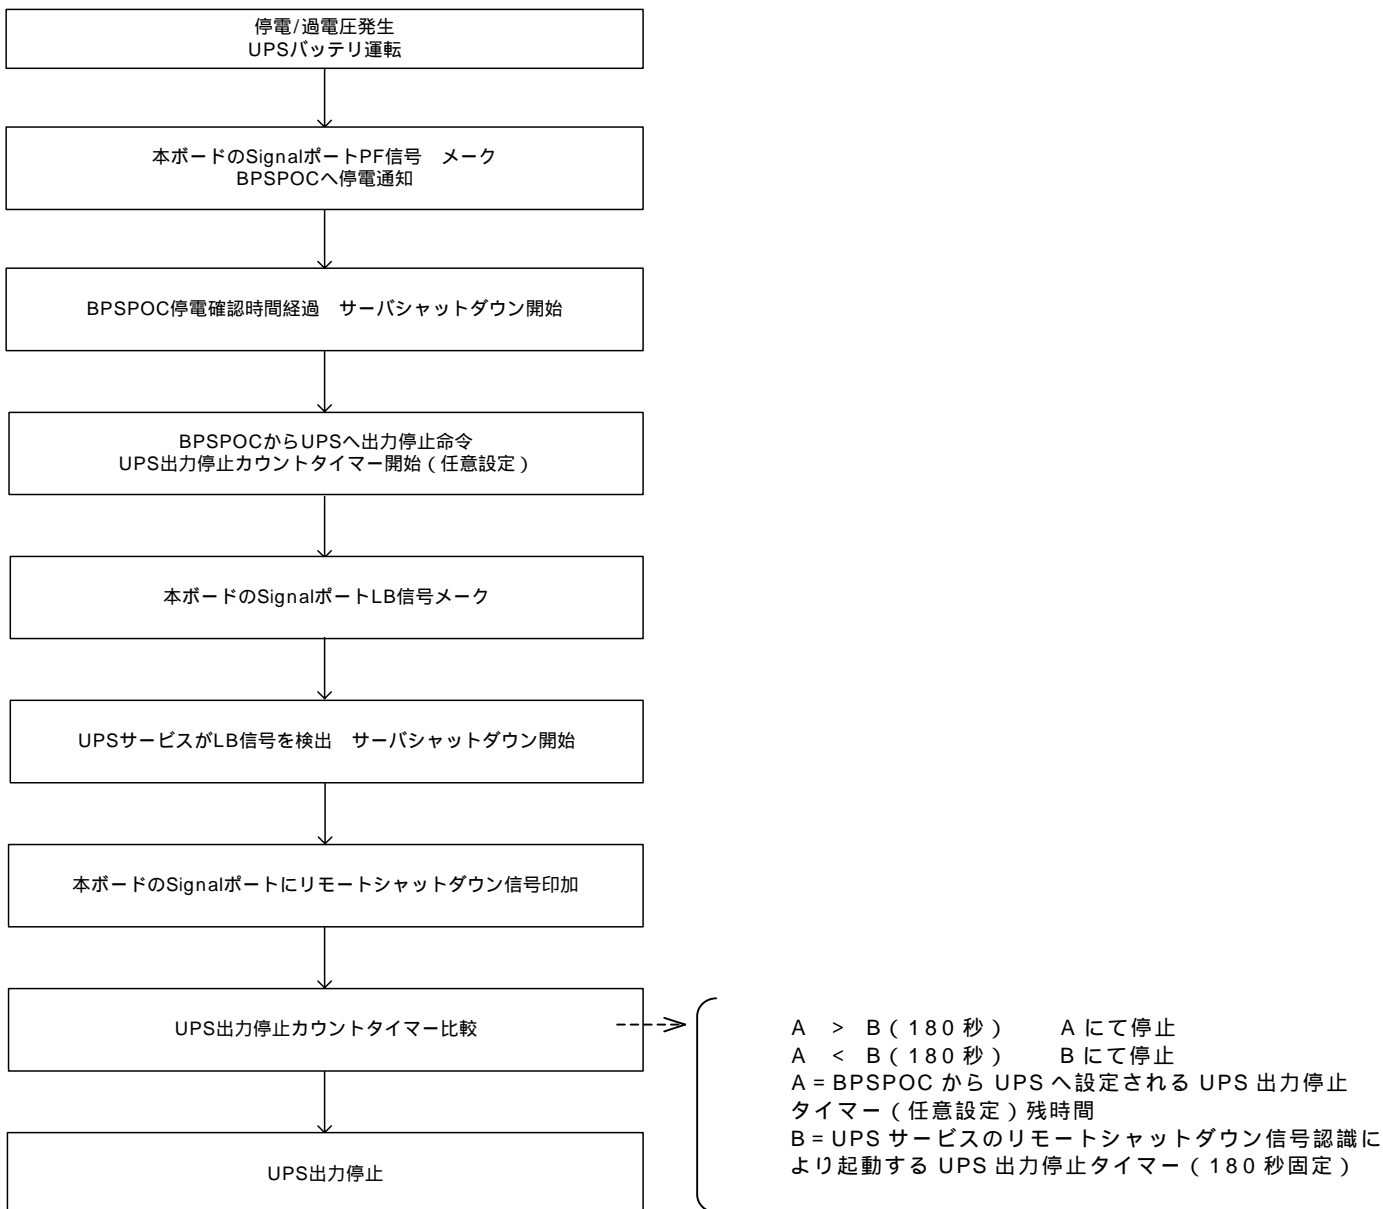 停電/過電圧発生
UPSバッテリ運転
本ボードのSignalポートPF信号　メーク
BPSPOCへ停電通知
BPSPOC停電確認時間経過　サーバシャットダウン開始
BPSPOCからUPSへ出力停止命令
UPS出力停止カウントタイマー開始（任意設定）
本ボードのSignalポートLB信号メーク
UPSサービスがLB信号を検出　サーバシャットダウン開始
本ボードのSignalポートにリモートシャットダウン信号印加
UPS出力停止カウントタイマー比較
A　>　B（180秒）　　Aにて停止
A　<　B（180秒）　　Bにて停止
A＝BPSPOC から UPS へ設定される UPS 出力停止
タイマー（任意設定）残時間
B＝UPS サービスのリモートシャットダウン信号認識に
より起動する UPS 出力停止タイマー（180秒固定）
UPS出力停止